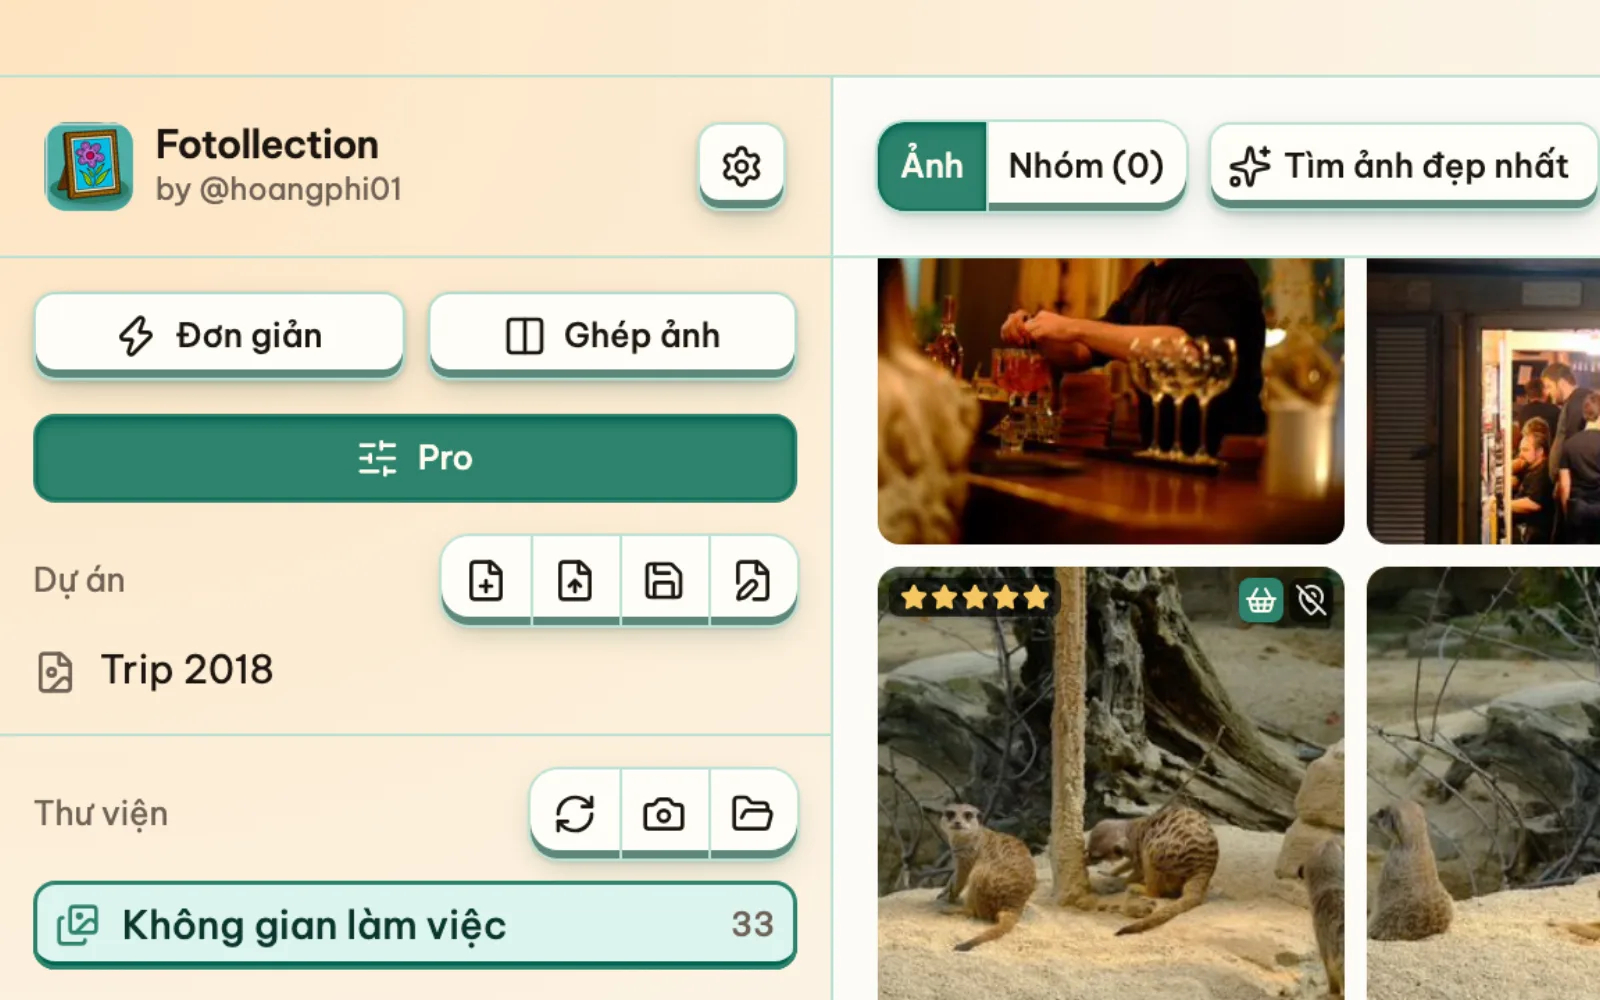 Fotollection
by @hoangphi01
Ảnh
Nhóm (0)
Tìm ảnh đẹp nhất
Đơn giản
Ghép ảnh
Pro
Dự án
Trip 2018
Thư viện
Không gian làm việc
33